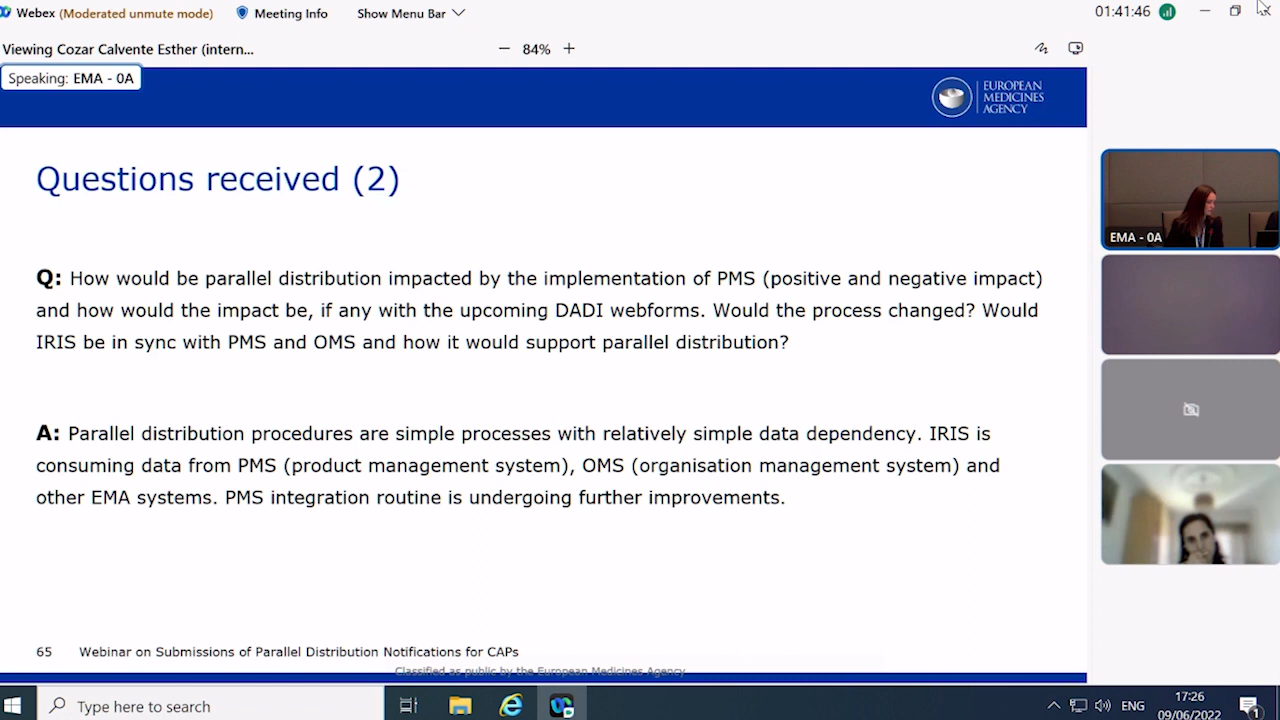 Webex (Moderated unmute mode) Meeting Info Show Menu Bar 01:41:46
Viewing Cozar Calvente Esther (intern... 84%
Speaking: EMA - 0A
EUROPEAN
MEDICINES
AGENCY
Questions received (2)
Q: How would be parallel distribution impacted by the implementation of PMS (positive and negative impact)
and how would the impact be, if any with the upcoming DADI webforms. Would the process changed? Would
IRIS be in sync with PMS and OMS and how it would support parallel distribution?
A: Parallel distribution procedures are simple processes with relatively simple data dependency. IRIS is
consuming data from PMS (product management system), OMS (organisation management system) and
other EMA systems. PMS integration routine is undergoing further improvements.
EMA - 0A
65 Webinar on Submissions of Parallel Distribution Notifications for CAPs
Classified as public by the European Medicines Agency
Type here to search
ENG
17:26
09/06/2022
1